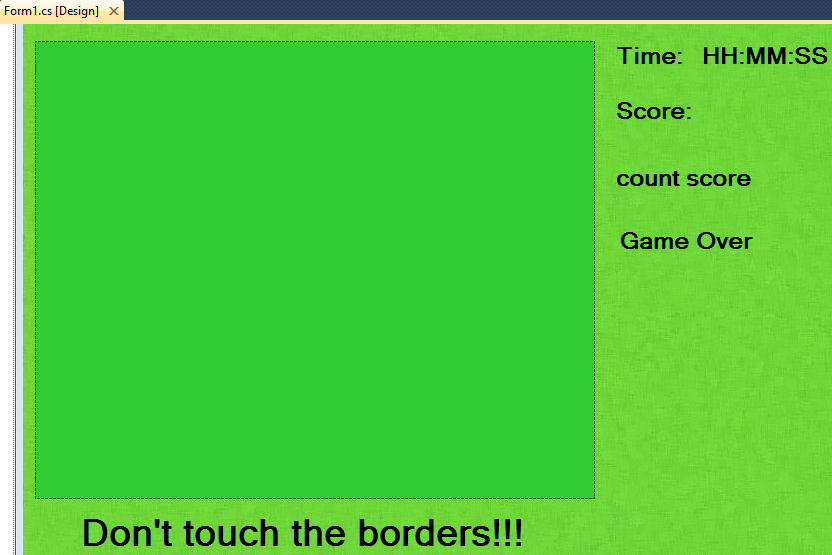 Form1.cs [Design]
Time: HH:MM:SS
Score:
count score
Game Over
Don't touch the borders!!!